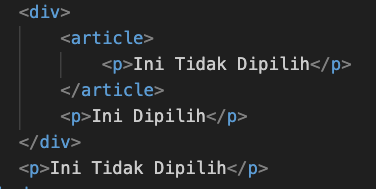 <div>
<article>
<p>Ini Tidak Dipilih</p>
</article>
<p>Ini Dipilih</p>
</div>
<p>Ini Tidak Dipilih</p>